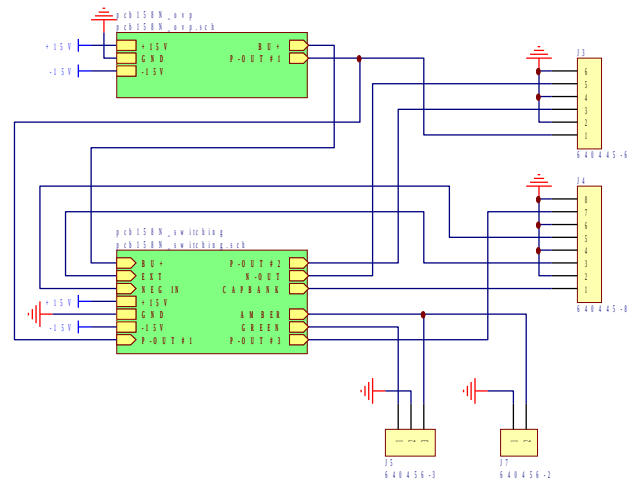 pcb158N_ovp
pcb158N_ovp.sch
+15V
GND
-15V
BU+
P-OUT #1
+15V
-15V
J3
6
5
4
3
2
1
640445-6
J4
8
7
6
5
4
3
2
1
640445-8
pcb158N_switching
pcb158N_switching.sch
BU+
EXT
NEG IN
+15V
GND
-15V
P-OUT #1
P-OUT #2
N-OUT
CAPBANK
AMBER
GREEN
P-OUT #3
+15V
-15V
J5
640456-3
J7
640456-2